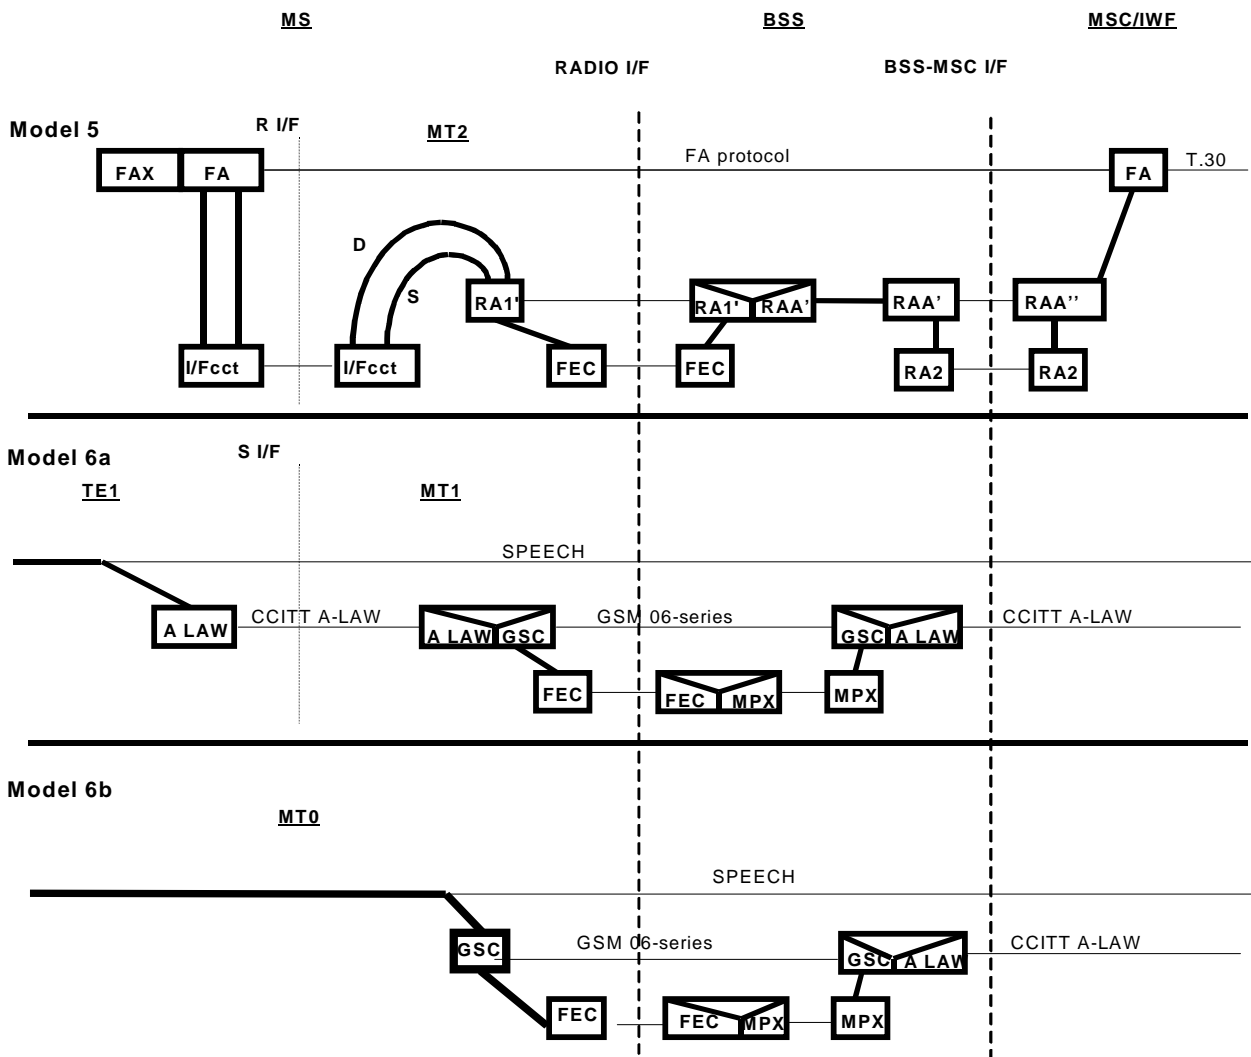 MS
BSS
MSC/IWF
RADIO I/F
BSS-MSC I/F
Model 5
R I/F
MT2
FAX
FA
FA protocol
FA
T.30
D
S
RA1'
RA1'
RAA'
RAA'
RAA''
I/Fcct
I/Fcct
FEC
FEC
RA2
RA2
Model 6a
S I/F
TE1
MT1
SPEECH
A LAW
CCITT A-LAW
A LAW
GSC
GSM 06-series
GSC
A LAW
CCITT A-LAW
FEC
FEC
MPX
MPX
Model 6b
MT0
SPEECH
GSC
GSM 06-series
GSC
A LAW
CCITT A-LAW
FEC
FEC
MPX
MPX